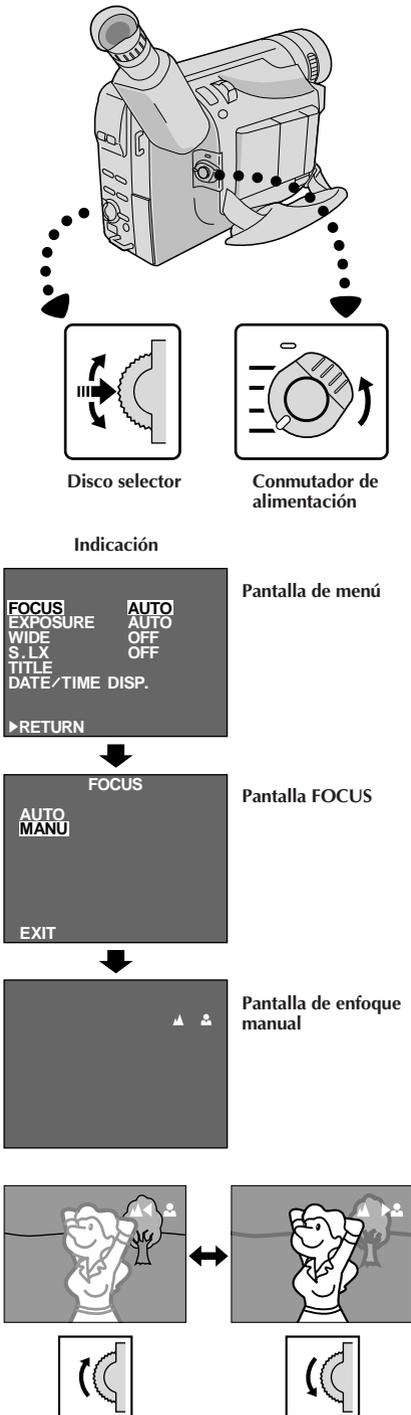 Disco selector
Conmutador de
alimentación
Indicación
Pantalla de menú
FOCUS AUTO
EXPOSURE AUTO
WIDE OFF
S.LX OFF
TITLE
DATE/TIME DISP.
▶RETURN
Pantalla FOCUS
FOCUS
AUTO
MANU
EXIT
Pantalla de enfoque
manual